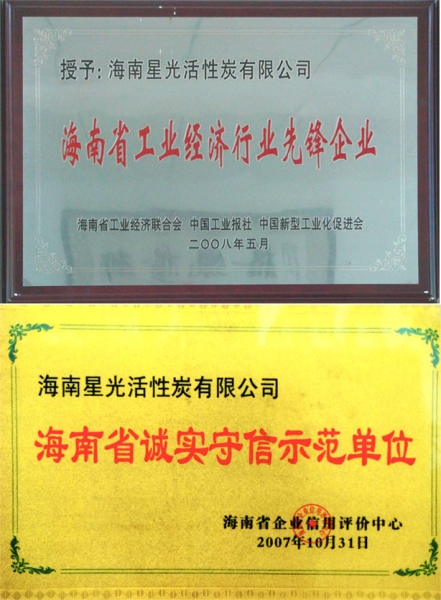 授予:海南星光活性炭有限公司
海南省工业经济行业先锋企业
海南省工业经济联合会 中国工业报社 中国新型工业化促进会
二〇〇八年五月
海南星光活性炭有限公司
海南省诚实守信示范单位
海南省企业信用评价中心
2007年10月31日